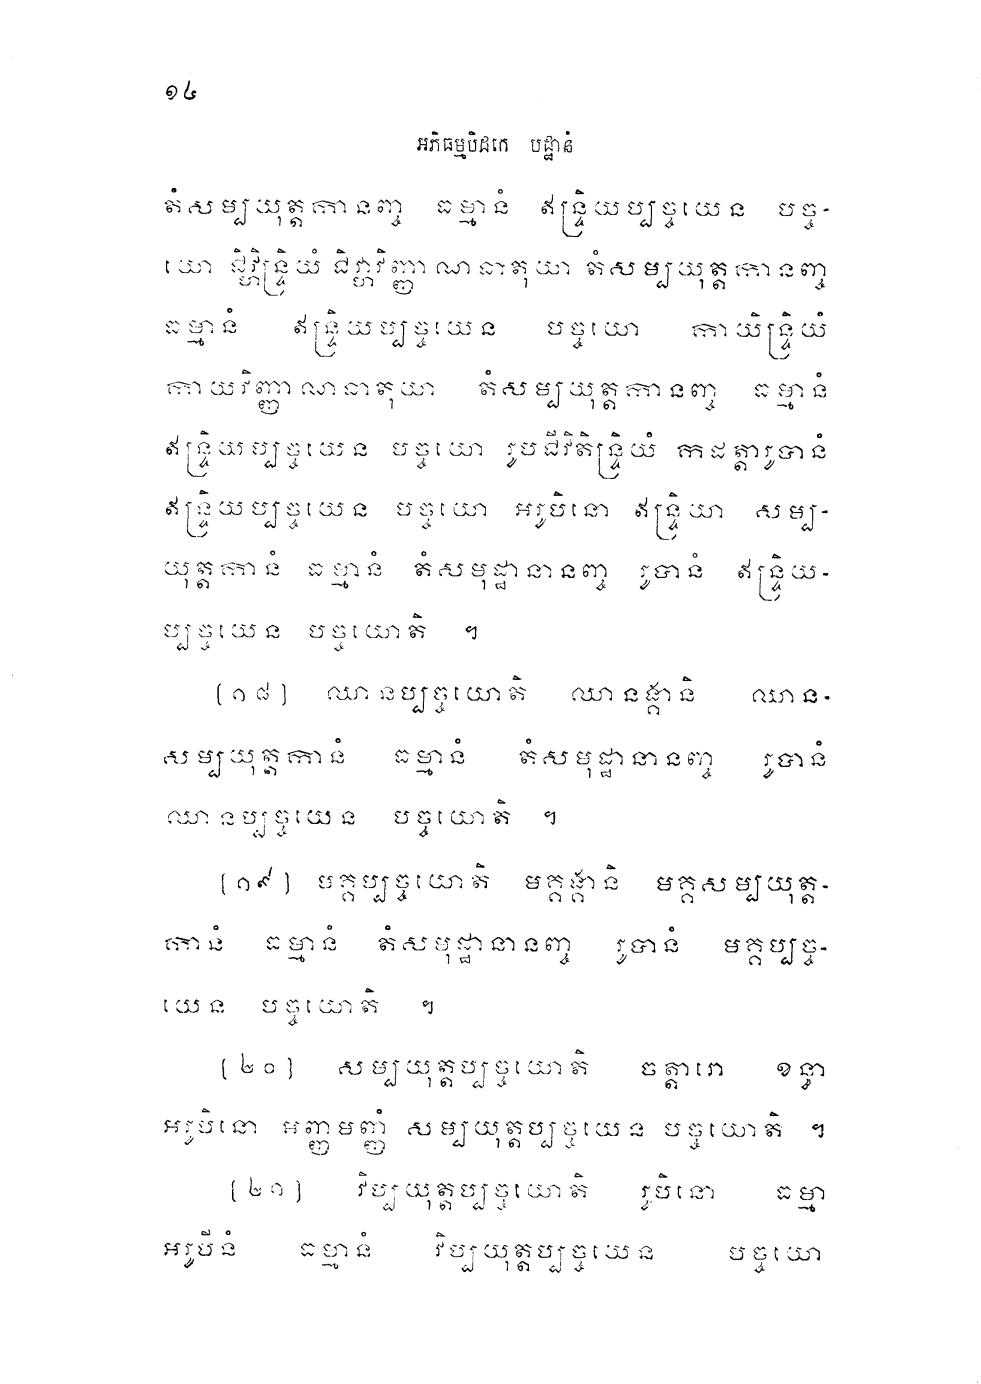 ១៤
អភិធម្មបិដកេ បដ្ឋានំ
តំសម្បយុត្តកានញ្ច ធម្មានំ ឥន្ទ្រិយប្បច្ចយេន បច្ច-
យោ ជិវ្ហិន្ទ្រិយំ ជិវ្ហាវិញ្ញាណធាតុយា តំសម្បយុត្តកានញ្ច
ធម្មានំ ឥន្ទ្រិយប្បច្ចយេន បច្ចយោ កាយិន្ទ្រិយំ
កាយវិញ្ញាណធាតុយា តំសម្បយុត្តកានញ្ច ធម្មានំ
ឥន្ទ្រិយប្បច្ចយេន បច្ចយោ រូបជីវិតិន្ទ្រិយំ កដត្តារូបានំ
ឥន្ទ្រិយប្បច្ចយេន បច្ចយោ អរូបិនោ ឥន្ទ្រិយា សម្ប-
យុត្តកានំ ធម្មានំ តំសមុដ្ឋានានញ្ច រូបានំ ឥន្ទ្រិយ-
ប្បច្ចយេន បច្ចយោតិ ។
(១៨) ឈានប្បច្ចយោតិ ឈានង្គានិ ឈាន-
សម្បយុត្តកានំ ធម្មានំ តំសមុដ្ឋានានញ្ច រូបានំ
ឈានប្បច្ចយេន បច្ចយោតិ ។
(១៩) មគ្គប្បច្ចយោតិ មគ្គង្គានិ មគ្គសម្បយុត្ត-
កានំ ធម្មានំ តំសមុដ្ឋានានញ្ច រូបានំ មគ្គប្បច្ច-
យេន បច្ចយោតិ ។
(២០) សម្បយុត្តប្បច្ចយោតិ ចត្តារោ ខន្ធា
អរូបិនោ អញ្ញមញ្ញំ សម្បយុត្តប្បច្ចយេន បច្ចយោតិ ។
(២១) វិប្បយុត្តប្បច្ចយោតិ រូបិនោ ធម្មា
អរូបីនំ ធម្មានំ វិប្បយុត្តប្បច្ចយេន បច្ចយោ